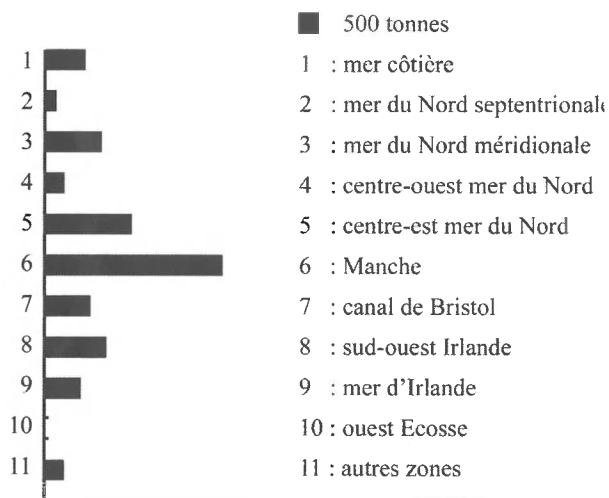 500 tonnes
1
1 : mer côtière
2
2 : mer du Nord septentrionale
3
3 : mer du Nord méridionale
4
4 : centre-ouest mer du Nord
5
5 : centre-est mer du Nord
6
6 : Manche
7
7 : canal de Bristol
8
8 : sud-ouest Irlande
9
9 : mer d'Irlande
10
10 : ouest Ecosse
11
11 : autres zones